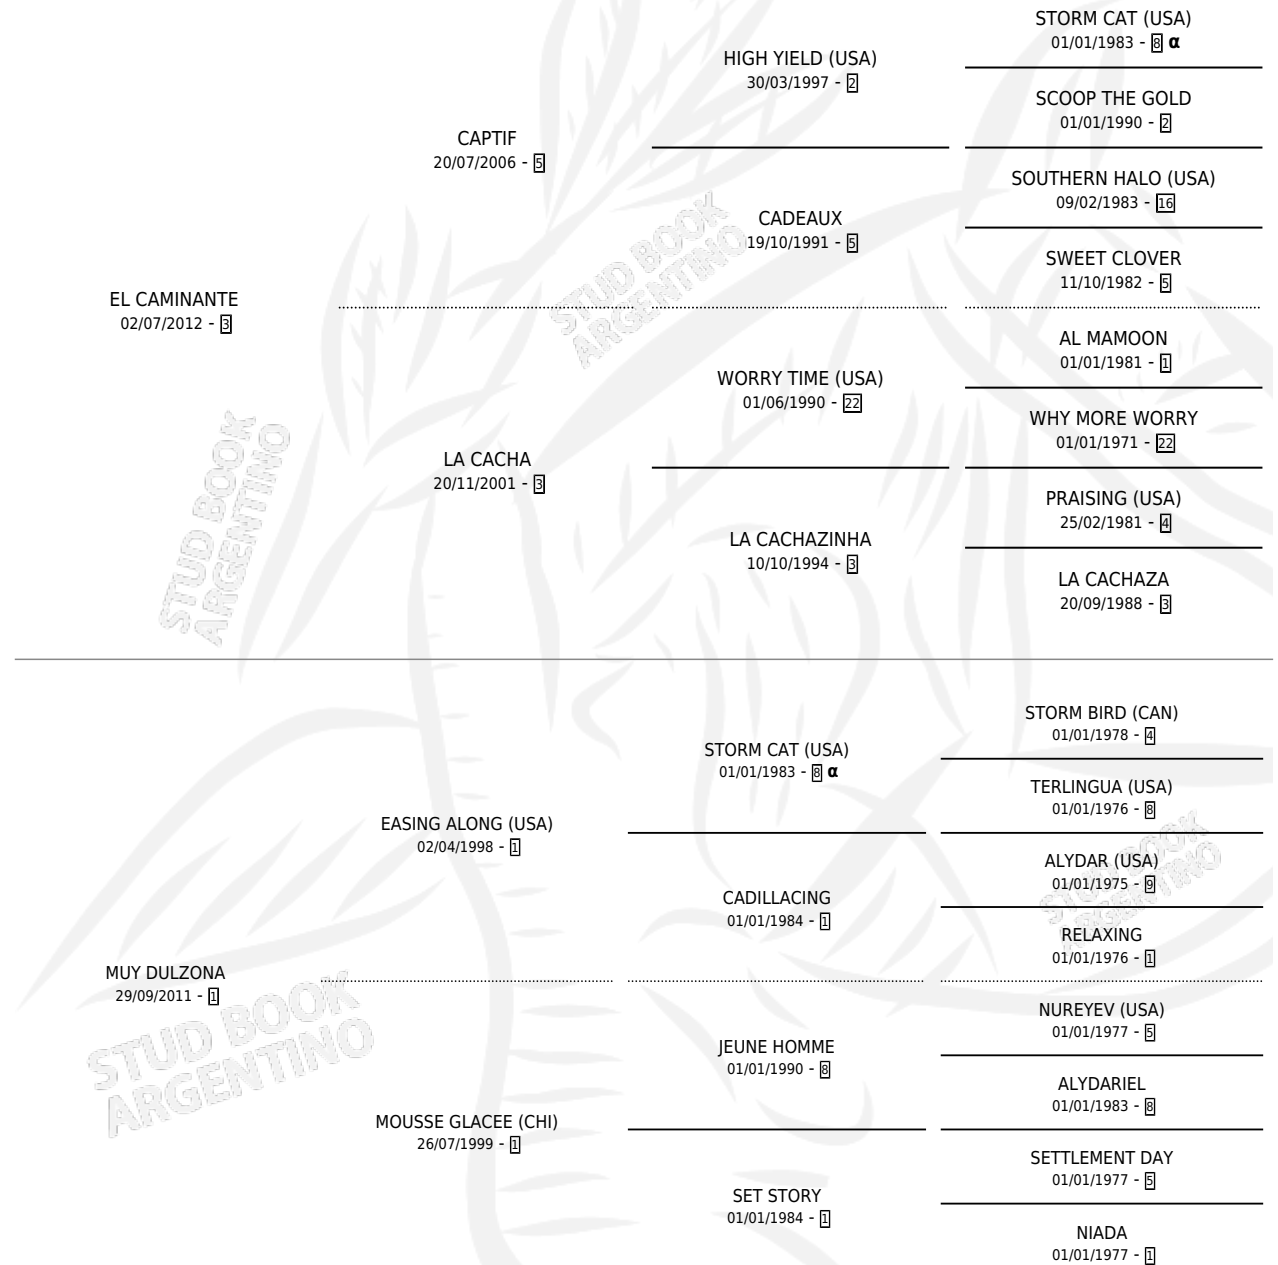 STORM CAT (USA)
01/01/1983 - 8 α
HIGH YIELD (USA)
30/03/1997 - 2
SCOOP THE GOLD
01/01/1990 - 2
CAPTIF
20/07/2006 - 5
SOUTHERN HALO (USA)
09/02/1983 - 16
CADEAUX
19/10/1991 - 5
SWEET CLOVER
11/10/1982 - 5
EL CAMINANTE
02/07/2012 - 3
AL MAMOON
01/01/1981 - 1
WORRY TIME (USA)
01/06/1990 - 22
WHY MORE WORRY
01/01/1971 - 22
LA CACHA
20/11/2001 - 3
PRAISING (USA)
25/02/1981 - 4
LA CACHAZINHA
10/10/1994 - 3
LA CACHAZA
20/09/1988 - 3
STORM BIRD (CAN)
01/01/1978 - 4
STORM CAT (USA)
01/01/1983 - 8 α
TERLINGUA (USA)
01/01/1976 - 8
EASING ALONG (USA)
02/04/1998 - 1
ALYDAR (USA)
01/01/1975 - 9
CADILLACING
01/01/1984 - 1
RELAXING
01/01/1976 - 1
MUY DULZONA
29/09/2011 - 1
NUREYEV (USA)
01/01/1977 - 5
JEUNE HOMME
01/01/1990 - 8
ALYDARIEL
01/01/1983 - 8
MOUSSE GLACEE (CHI)
26/07/1999 - 1
SETTLEMENT DAY
01/01/1977 - 5
SET STORY
01/01/1984 - 1
NIADA
01/01/1977 - 1
STUD BOOK
ARGENTINO
STUD BOOK
ARGENTINO
STUD BOOK
ARGENTINO
STUD BOOK
ARGENTINO